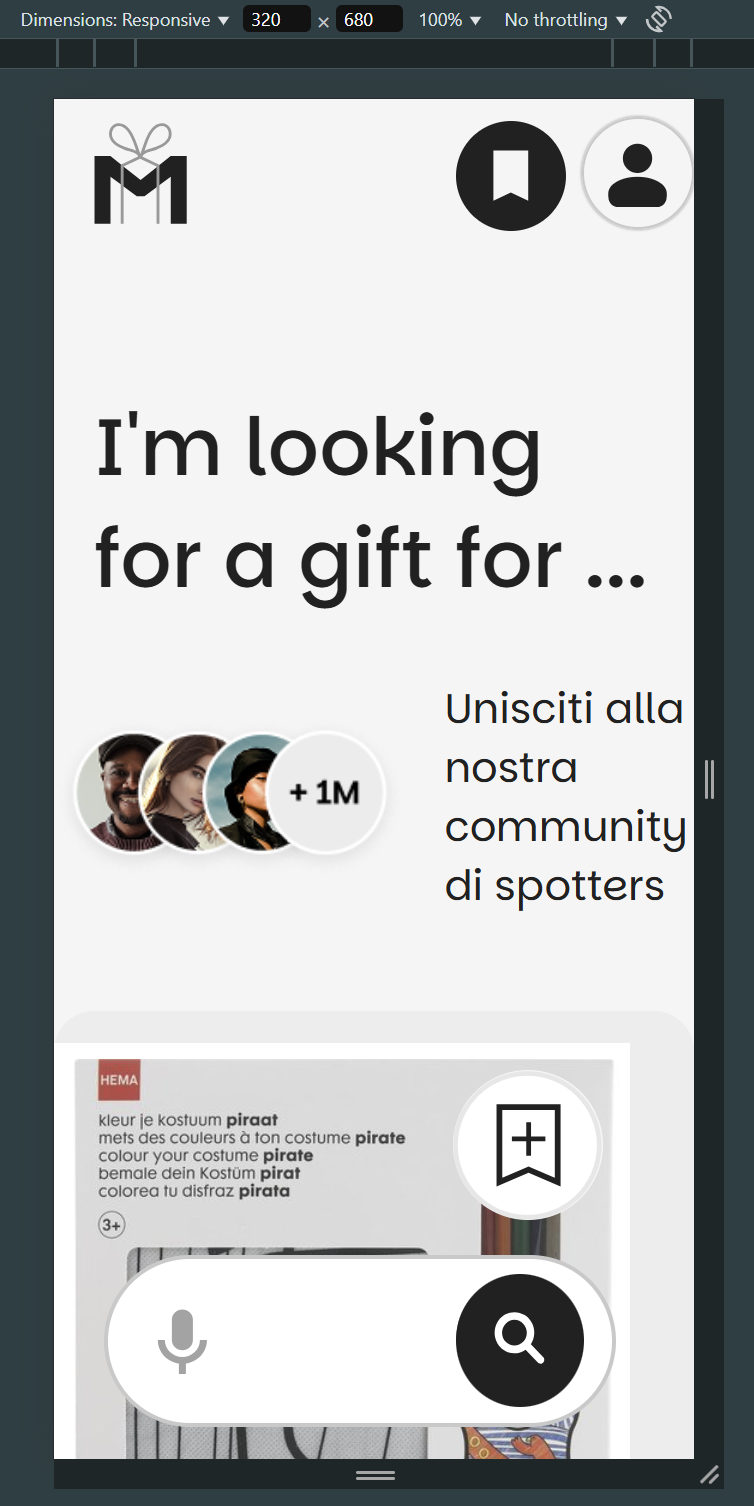 Dimensions: Responsive 320 × 680 100% No throttling
M
I'm looking
for a gift for ...
Unisciti alla
nostra
community
di spotters
+ 1M
HEMA
kleur je kostuum piraat
mets des couleurs à ton costume pirate
colour your costume pirate
bemale dein Kostüm pirat
colorea tu disfraz pirata
3+